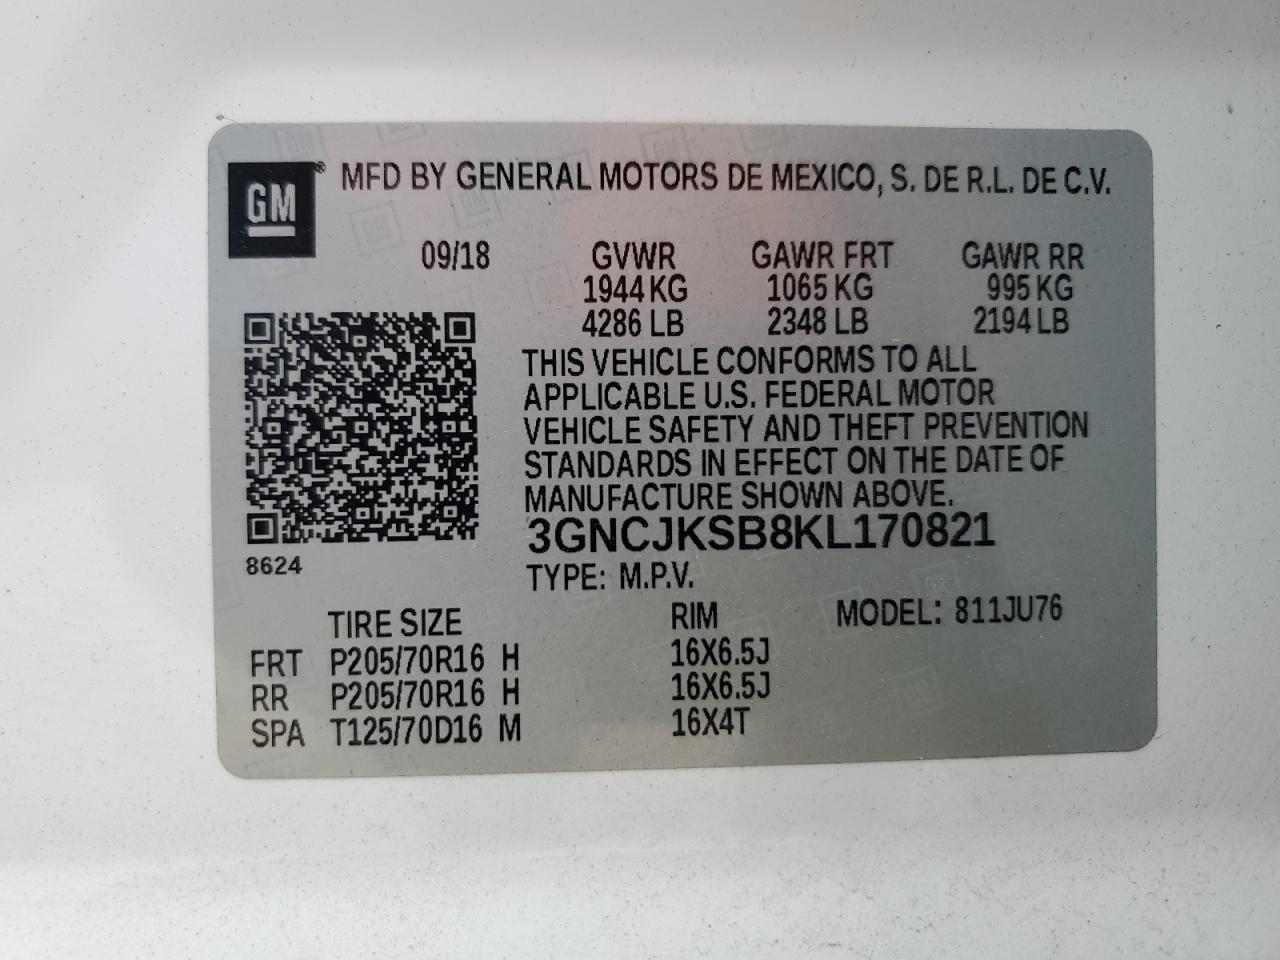 GM® MFD BY GENERAL MOTORS DE MEXICO, S. DE R.L. DE C.V.
09/18 GVWR GAWR FRT GAWR RR
1944 KG 1065 KG 995 KG
4286 LB 2348 LB 2194 LB
THIS VEHICLE CONFORMS TO ALL
APPLICABLE U.S. FEDERAL MOTOR
VEHICLE SAFETY AND THEFT PREVENTION
STANDARDS IN EFFECT ON THE DATE OF
MANUFACTURE SHOWN ABOVE.
3GNCJKSB8KL170821
8624
TYPE: M.P.V.
TIRE SIZE RIM MODEL: 811JU76
FRT P205/70R16 H 16X6.5J
RR P205/70R16 H 16X6.5J
SPA T125/70D16 M 16X4T